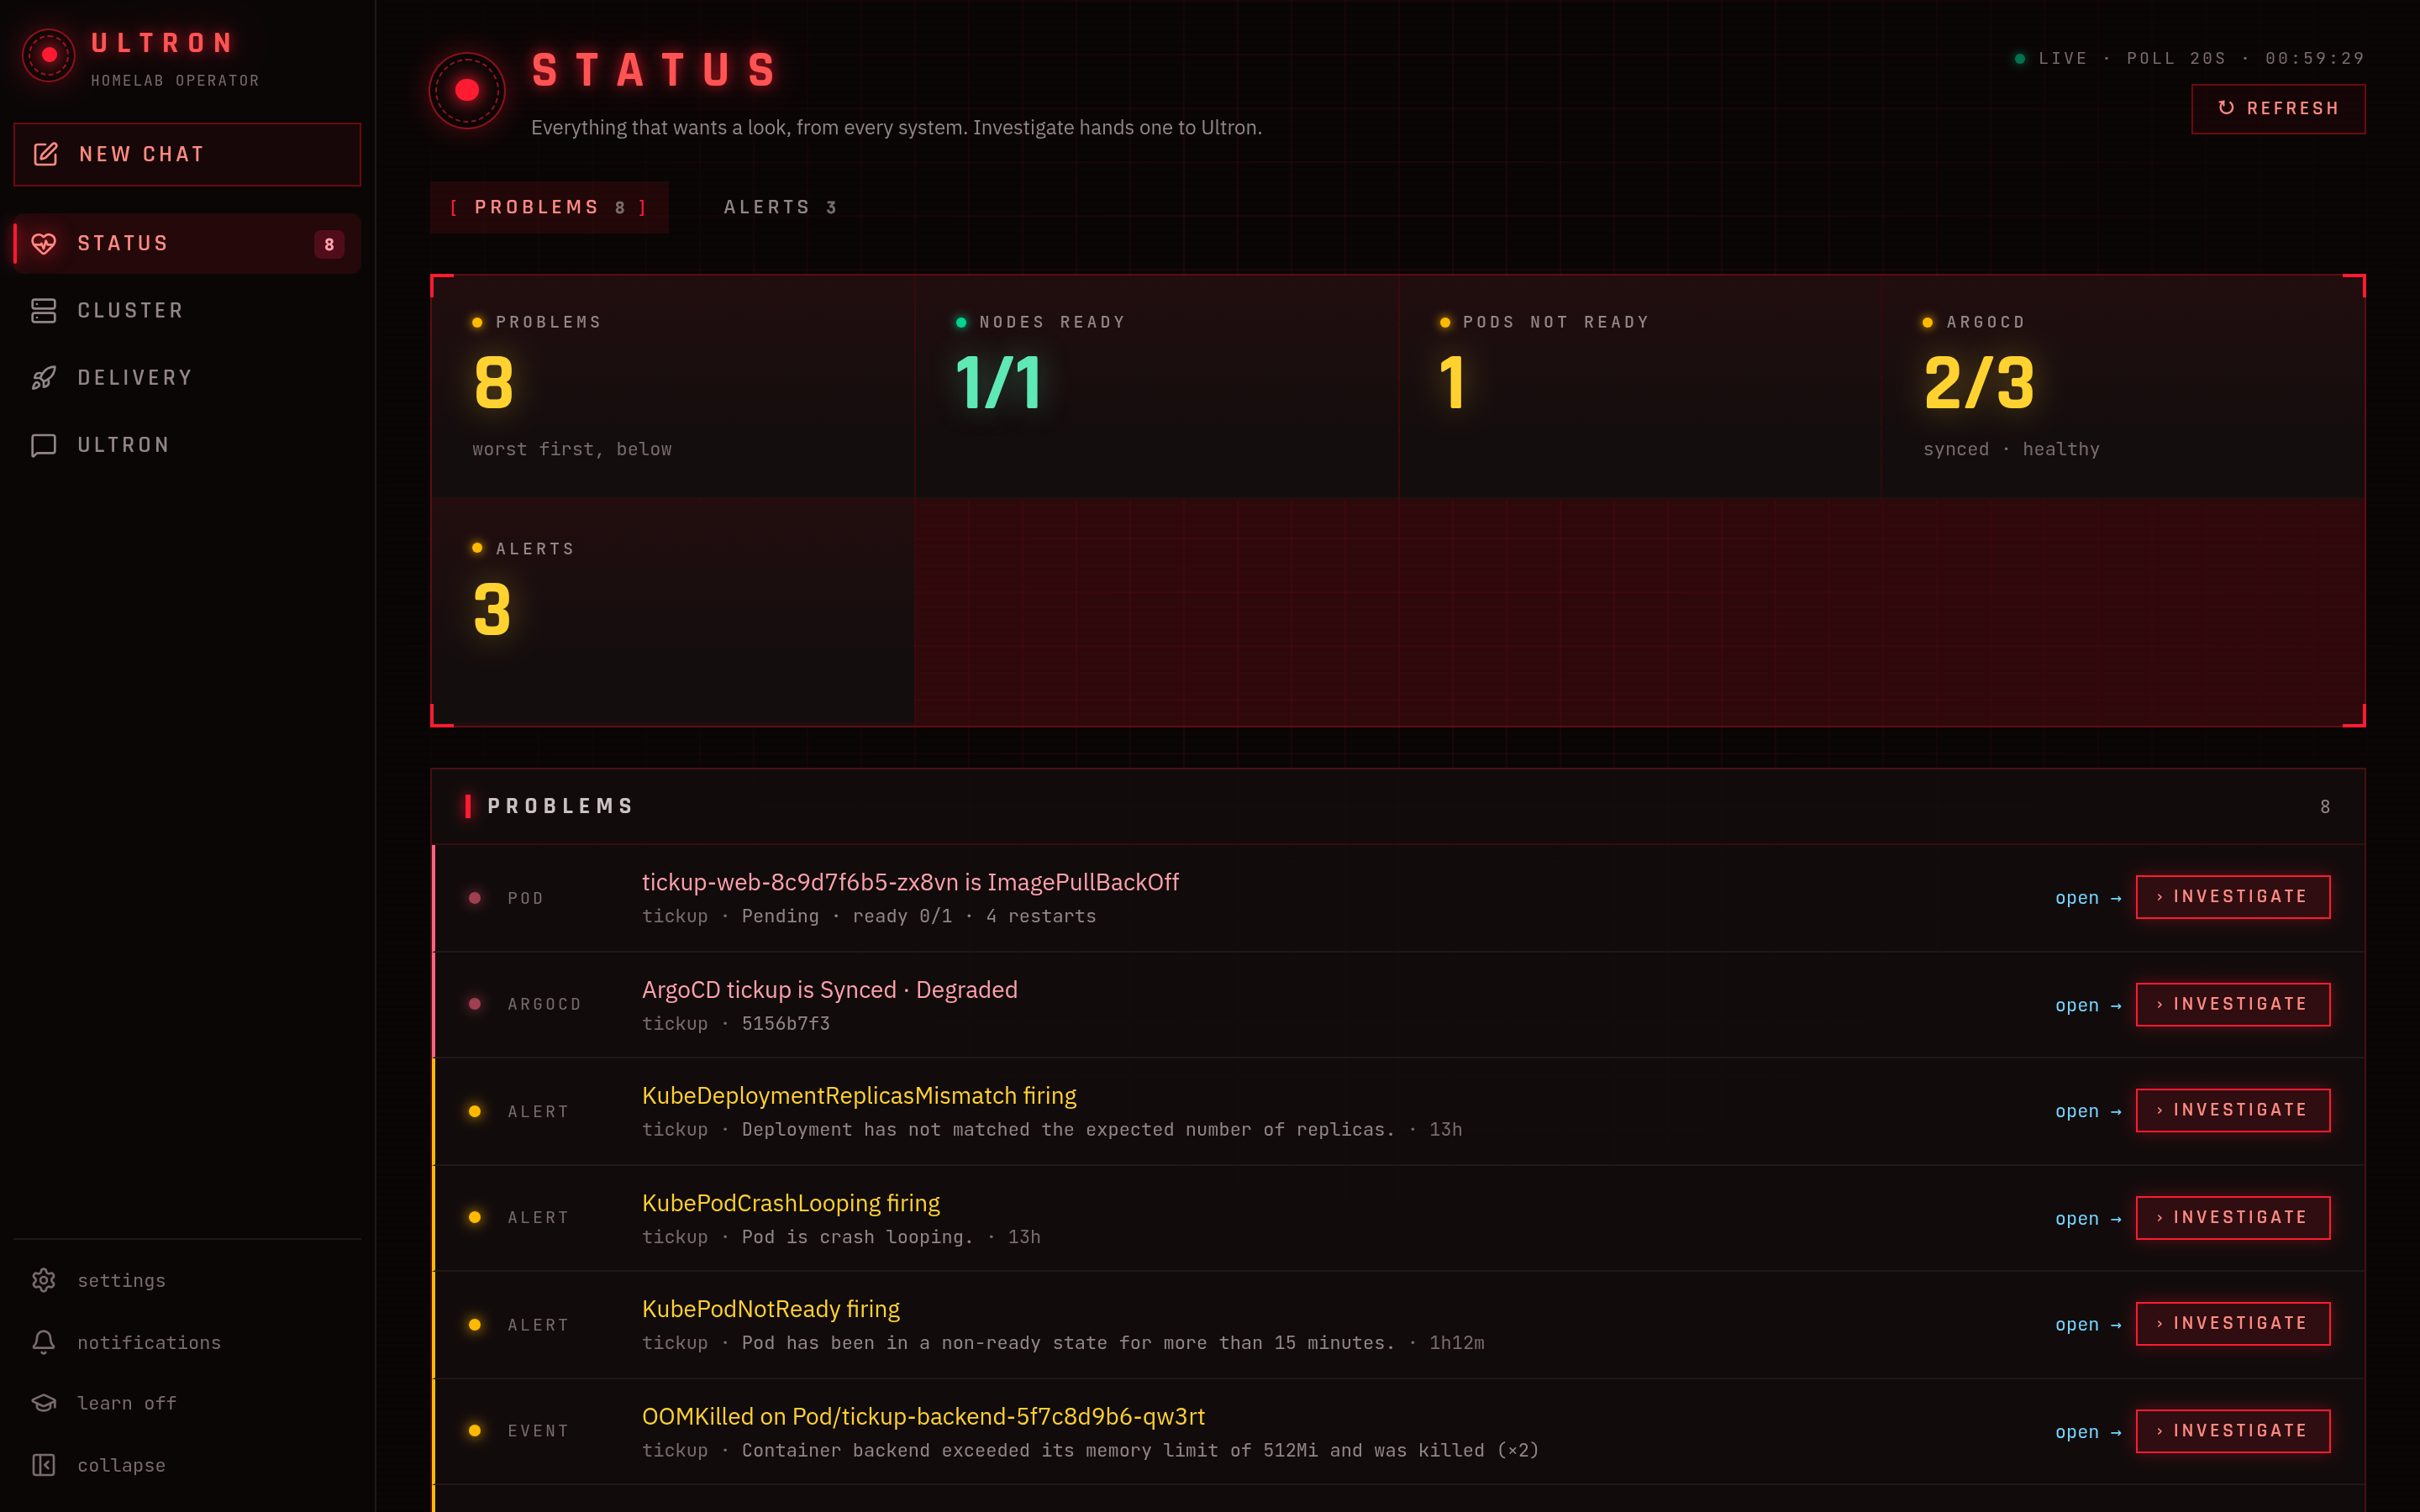 ULTRON
HOMELAB OPERATOR
NEW CHAT
STATUS 8
CLUSTER
DELIVERY
ULTRON
settings
notifications
learn off
collapse
STATUS
Everything that wants a look, from every system. Investigate hands one to Ultron.
LIVE · POLL 20S · 00:59:29
↻ REFRESH
[ PROBLEMS 8 ] ALERTS 3
PROBLEMS
8
worst first, below
NODES READY
1/1
PODS NOT READY
1
ARGOCD
2/3
synced · healthy
ALERTS
3
PROBLEMS 8
POD
tickup-web-8c9d7f6b5-zx8vn is ImagePullBackOff
tickup · Pending · ready 0/1 · 4 restarts
open → › INVESTIGATE
ARGOCD
ArgoCD tickup is Synced · Degraded
tickup · 5156b7f3
open → › INVESTIGATE
ALERT
KubeDeploymentReplicasMismatch firing
tickup · Deployment has not matched the expected number of replicas. · 13h
open → › INVESTIGATE
ALERT
KubePodCrashLooping firing
tickup · Pod is crash looping. · 13h
open → › INVESTIGATE
ALERT
KubePodNotReady firing
tickup · Pod has been in a non-ready state for more than 15 minutes. · 1h12m
open → › INVESTIGATE
EVENT
OOMKilled on Pod/tickup-backend-5f7c8d9b6-qw3rt
tickup · Container backend exceeded its memory limit of 512Mi and was killed (×2)
open → › INVESTIGATE